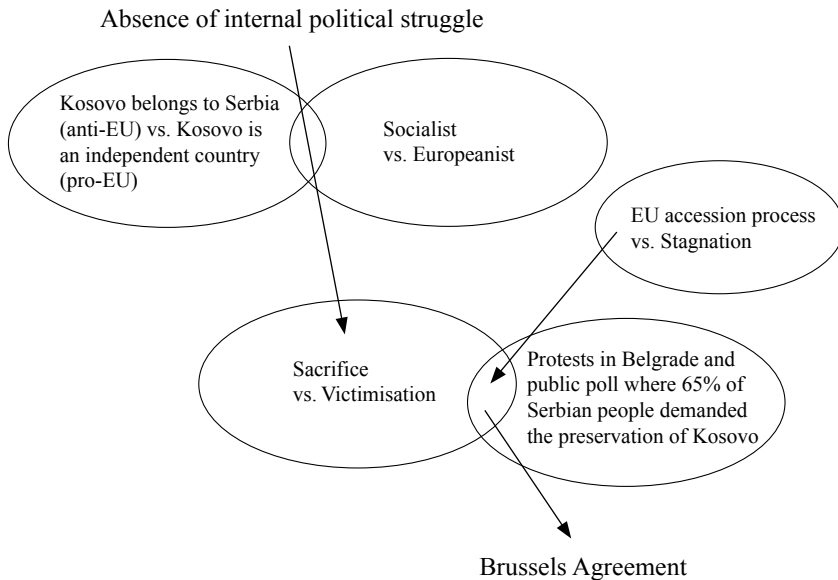 Absence of internal political struggle
Kosovo belongs to Serbia
(anti-EU) vs. Kosovo is
an independent country
(pro-EU)
Socialist
vs. Europeanist
EU accession process
vs. Stagnation
Sacrifice
vs. Victimisation
Protests in Belgrade and
public poll where 65% of
Serbian people demanded
the preservation of Kosovo
Brussels Agreement